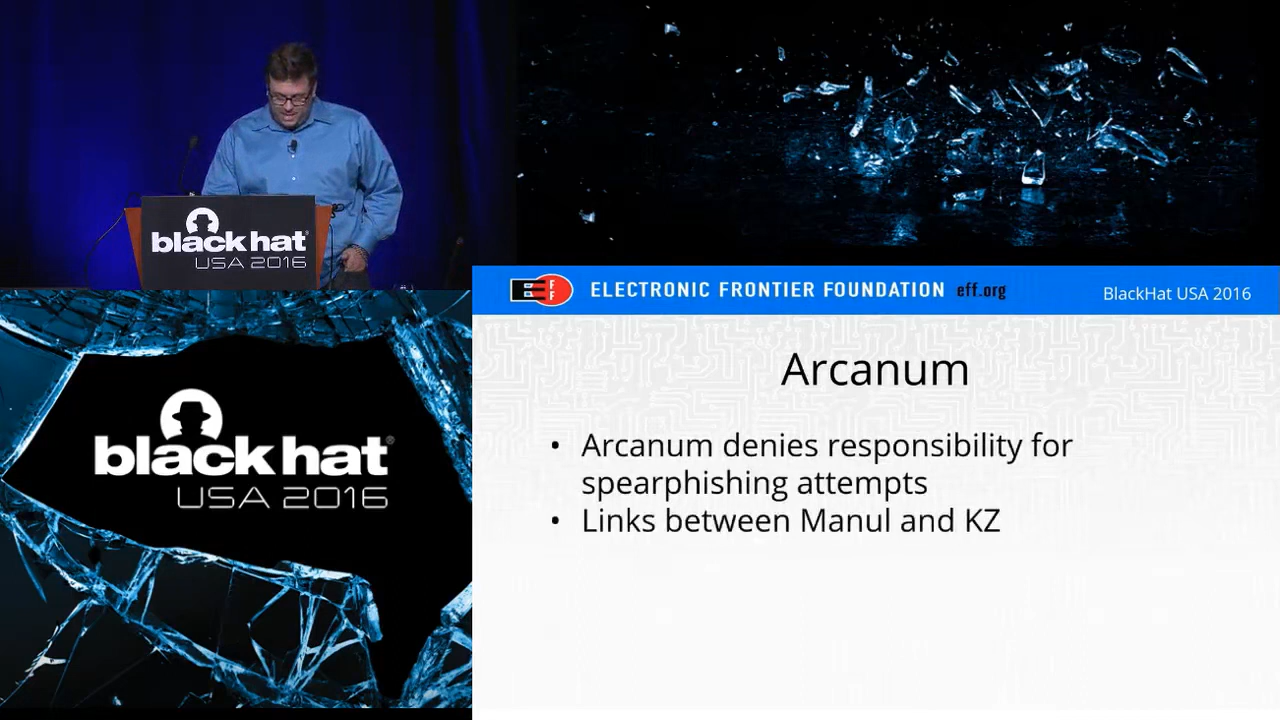 black hat
USA 2016
black hat®
USA 2016
EFF
ELECTRONIC FRONTIER FOUNDATION eff.org
BlackHat USA 2016
Arcanum
• Arcanum denies responsibility for
spearphishing attempts
• Links between Manul and KZ